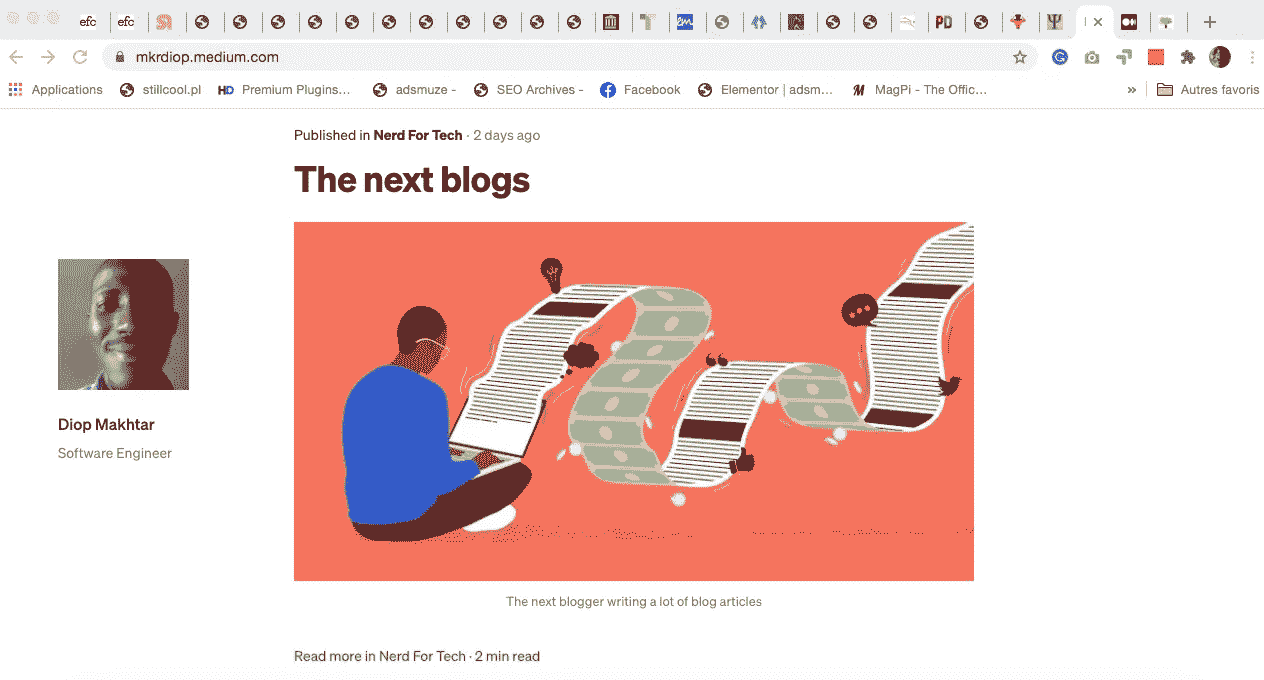 efc
efc
PD
mkrdiop.medium.com
Applications
stillcool.pl
HD Premium Plugins...
adsmuze -
SEO Archives -
Facebook
Elementor | adsm...
M MagPi - The Offic...
»
Autres favoris
Published in Nerd For Tech · 2 days ago
The next blogs
Diop Makhtar
Software Engineer
The next blogger writing a lot of blog articles
Read more in Nerd For Tech · 2 min read